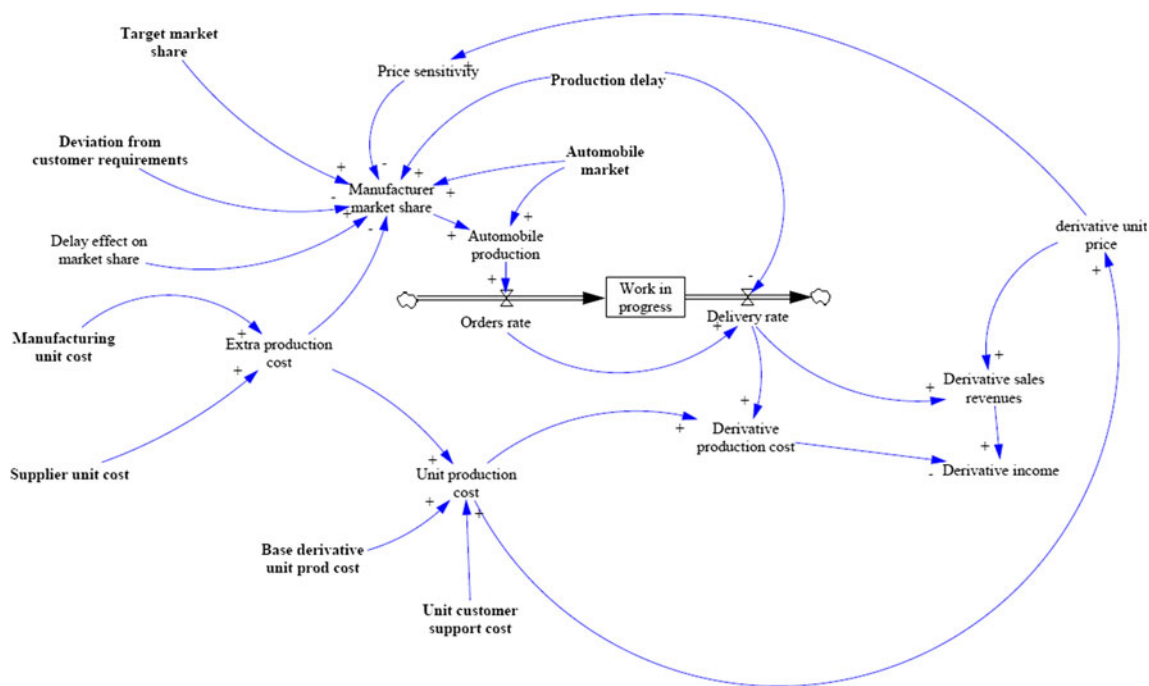 Target market
share
Price sensitivity
+
Production delay
Deviation from
customer requirements
Automobile
market
+
-
+
+
Manufacturer
market share
-
+
-
+
+
Automobile
production
Delay effect on
market share
derivative unit
price
+
+
-
Work in
progress
Orders rate
Delivery rate
+
Manufacturing
unit cost
+
Extra production
cost
+
+
+
Derivative sales
revenues
+
+
Derivative
production cost
+
Supplier unit cost
+
Unit production
cost
-
Derivative income
+
+
Base derivative
unit prod cost
Unit customer
support cost